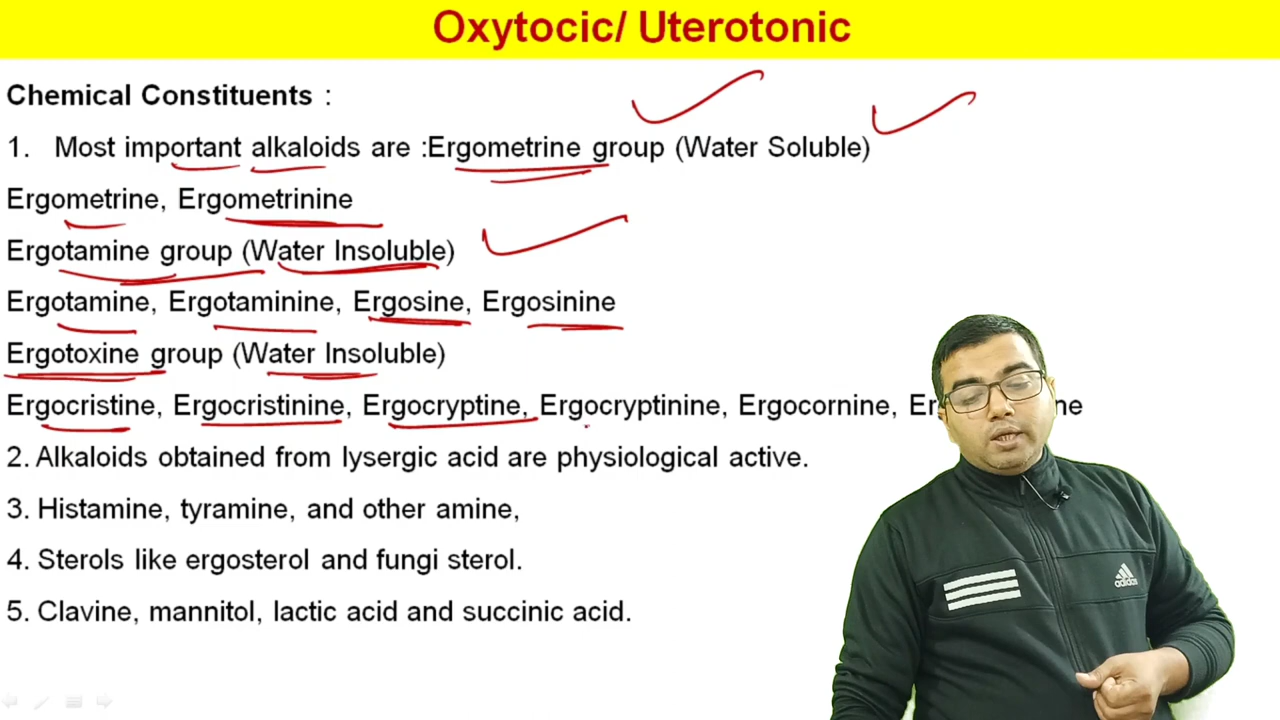 Oxytocic/ Uterotonic
Chemical Constituents :
1. Most important alkaloids are :Ergometrine group (Water Soluble)
Ergometrine, Ergometrinine
Ergotamine group (Water Insoluble)
Ergotamine, Ergotaminine, Ergosine, Ergosinine
Ergotoxine group (Water Insoluble)
Ergocristine, Ergocristinine, Ergocryptine, Ergocryptinine, Ergocornine,
2. Alkaloids obtained from lysergic acid are physiological active.
3. Histamine, tyramine, and other amine,
4. Sterols like ergosterol and fungi sterol.
5. Clavine, mannitol, lactic acid and succinic acid.
adidas